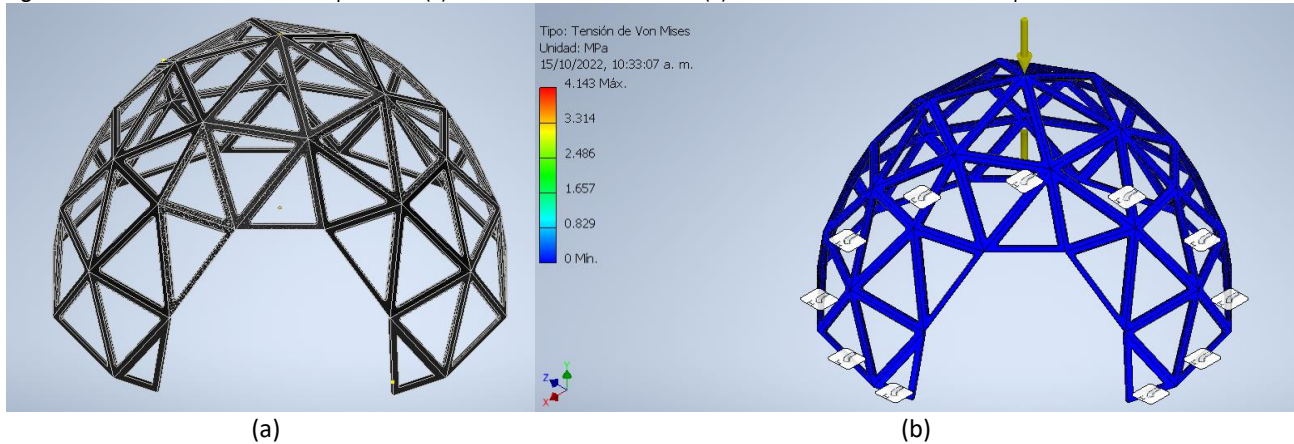 Tipo: Tensión de Von Mises
Unidad: MPa
15/10/2022, 10:33:07 a. m.
4.143 Máx.
3.314
2.486
1.657
0.829
0 Mín.
Y
Z
X
(a)
(b)